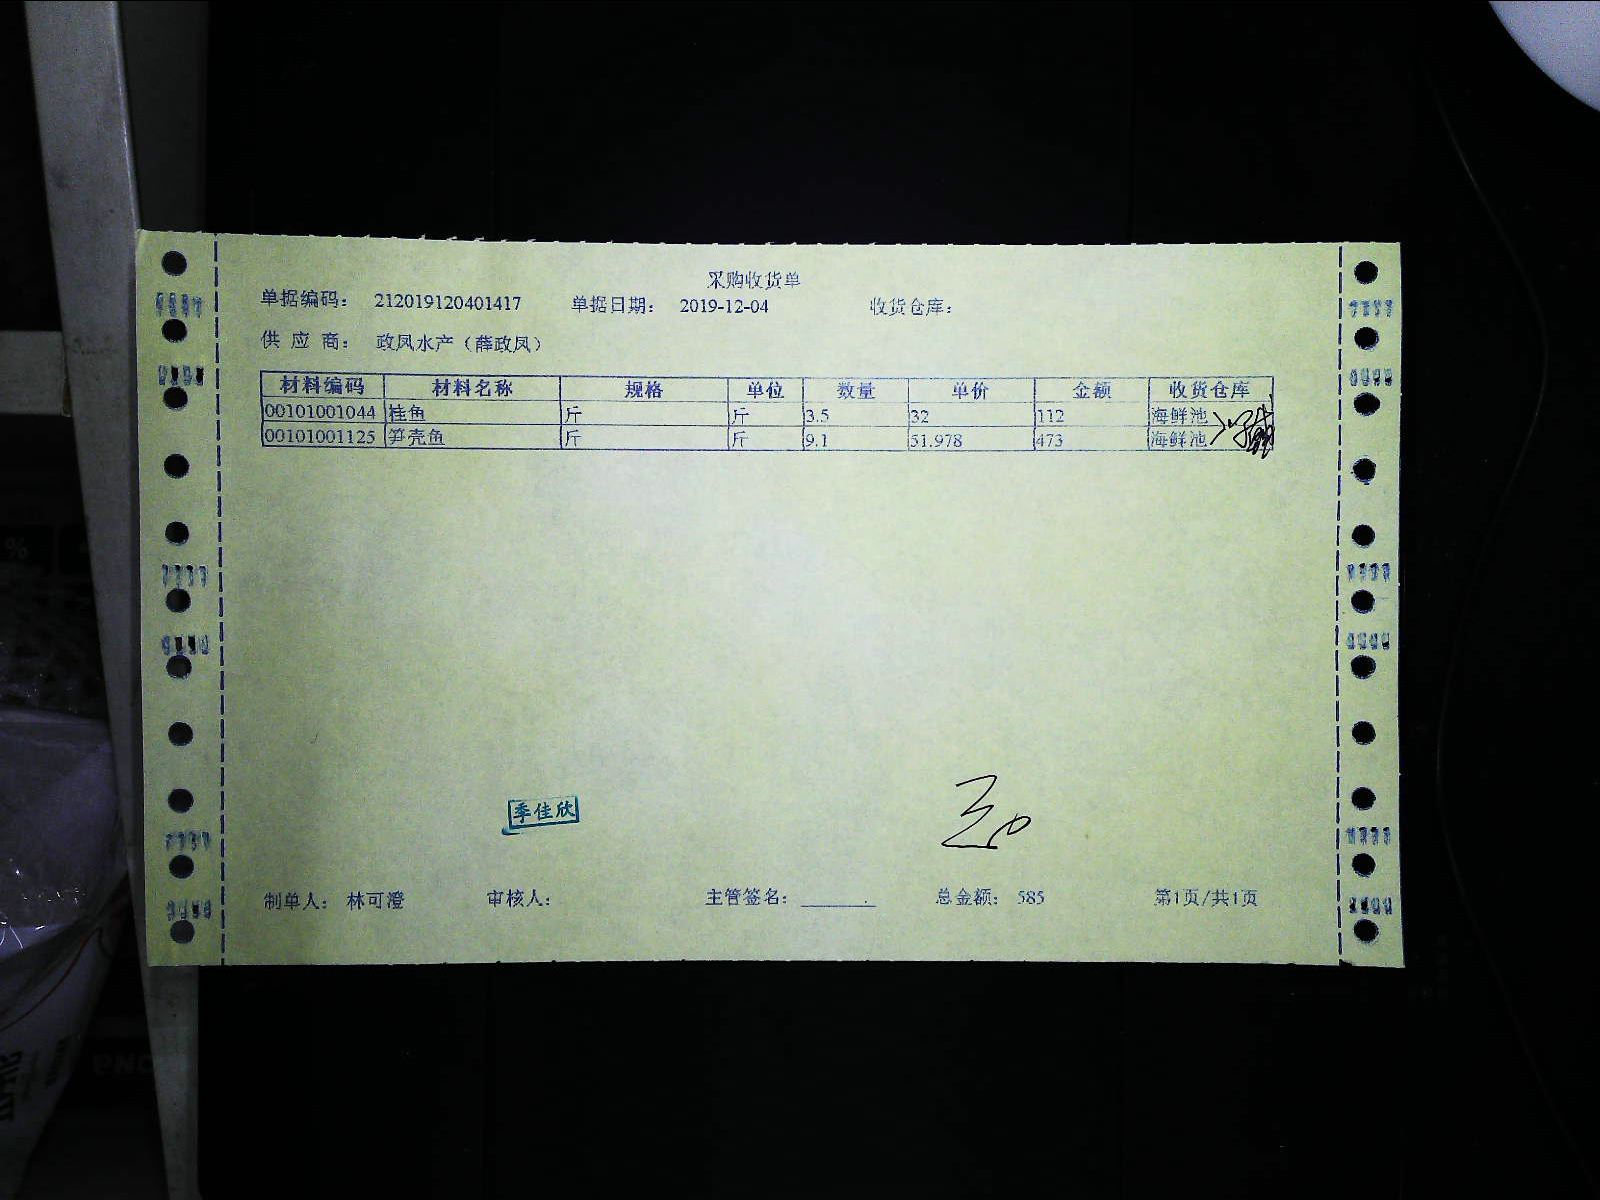 采购收货单
单据编码： 212019120401417 单据日期： 2019-12-04 收货仓库：
供 应 商： 政凤水产（薛政凤）
材料编码 材料名称 规格 单位 数量 单价 金额 收货仓库
00101001044 桂鱼 斤 斤 3.5 32 112 海鲜池
00101001125 笋壳鱼 斤 斤 9.1 51.978 473 海鲜池
季佳欣
制单人： 林可澄 审核人： 主管签名： 总金额： 585 第1页/共1页